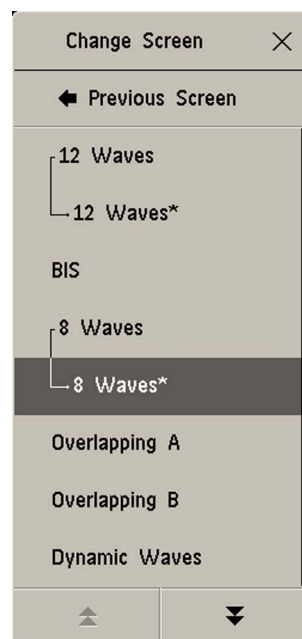 Change Screen
Previous Screen
12 Waves
12 Waves*
BIS
8 Waves
8 Waves*
Overlapping A
Overlapping B
Dynamic Waves